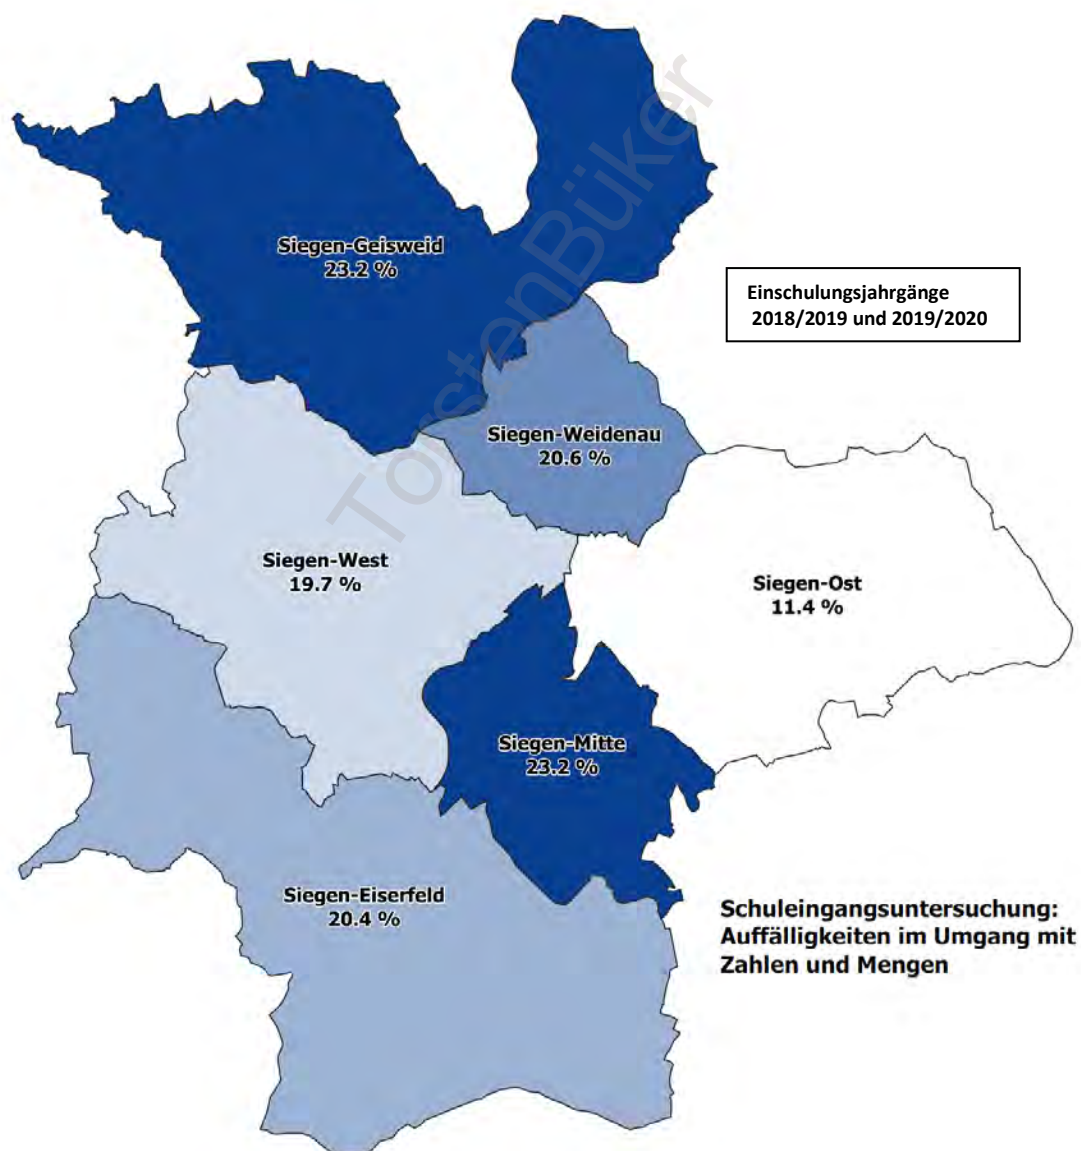 TorstenBüker
Siegen-Geisweid
23.2 %
Einschulungsjahrgänge
2018/2019 und 2019/2020
Siegen-Weidenau
20.6 %
Siegen-West
19.7 %
Siegen-Ost
11.4 %
Siegen-Mitte
23.2 %
Siegen-Eiserfeld
20.4 %
Schuleingangsuntersuchung:
Auffälligkeiten im Umgang mit
Zahlen und Mengen